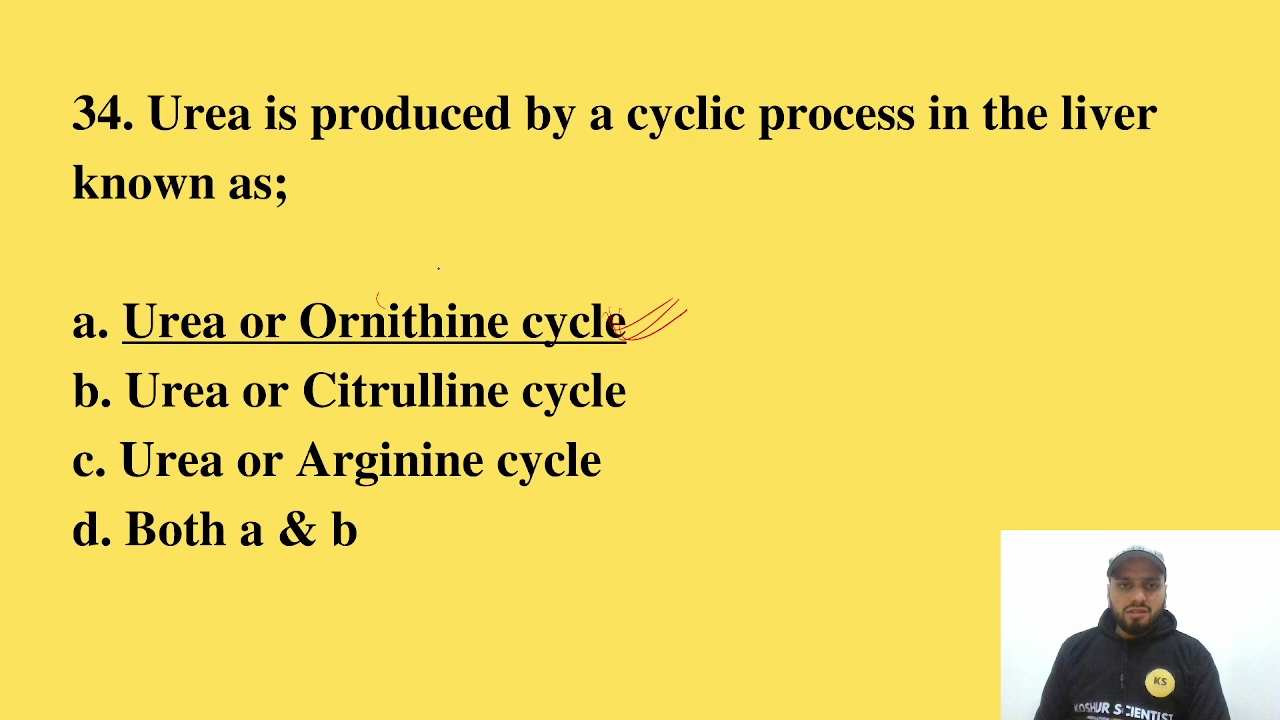 34. Urea is produced by a cyclic process in the liver
known as;
a. Urea or Ornithine cycle
b. Urea or Citrulline cycle
c. Urea or Arginine cycle
d. Both a & b
KS
KOSHUR SCIENTIST